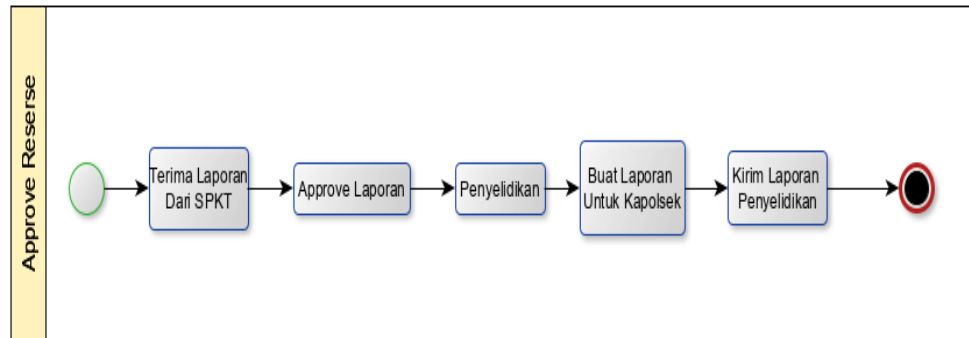 Approve Reserse
Terima Laporan
Dari SPKT
Approve Laporan
Penyelidikan
Buat Laporan
Untuk Kapolsek
Kirim Laporan
Penyelidikan